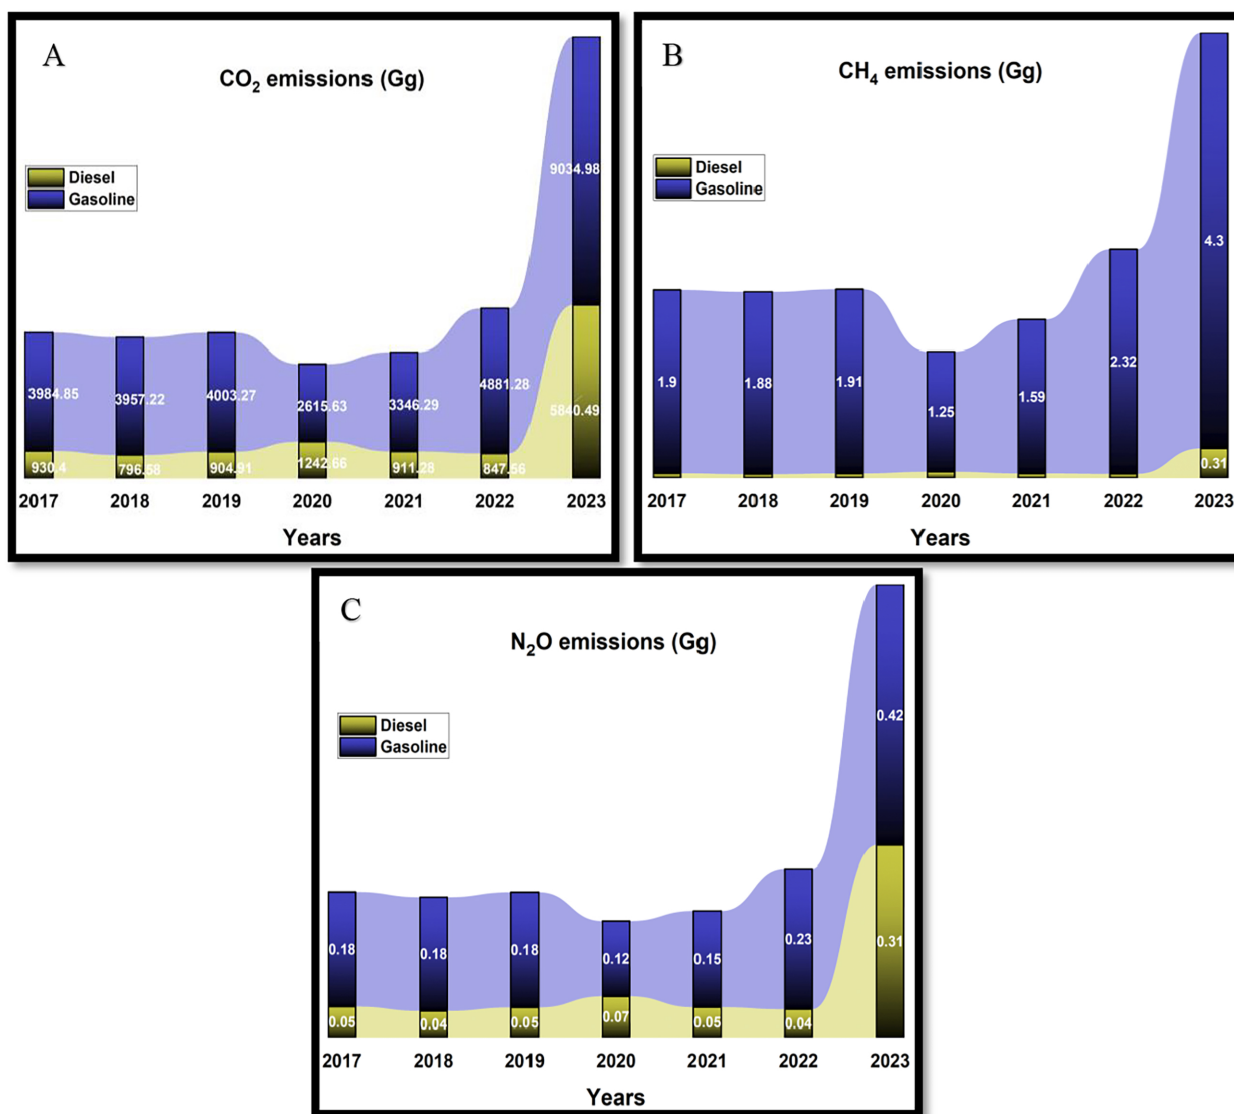 A
CO₂ emissions (Gg)
Diesel
Gasoline
3984.85
3957.22
4003.27
2615.63
3346.29
4881.28
9034.98
930.4
796.58
904.91
1242.66
911.28
847.56
5840.49
2017 2018 2019 2020 2021 2022 2023
Years
B
CH₄ emissions (Gg)
Diesel
Gasoline
1.9
1.88
1.91
1.25
1.59
2.32
4.3
0.31
2017 2018 2019 2020 2021 2022 2023
Years
C
N₂O emissions (Gg)
Diesel
Gasoline
0.18
0.18
0.18
0.12
0.15
0.23
0.42
0.05
0.04
0.05
0.07
0.05
0.04
0.31
2017 2018 2019 2020 2021 2022 2023
Years